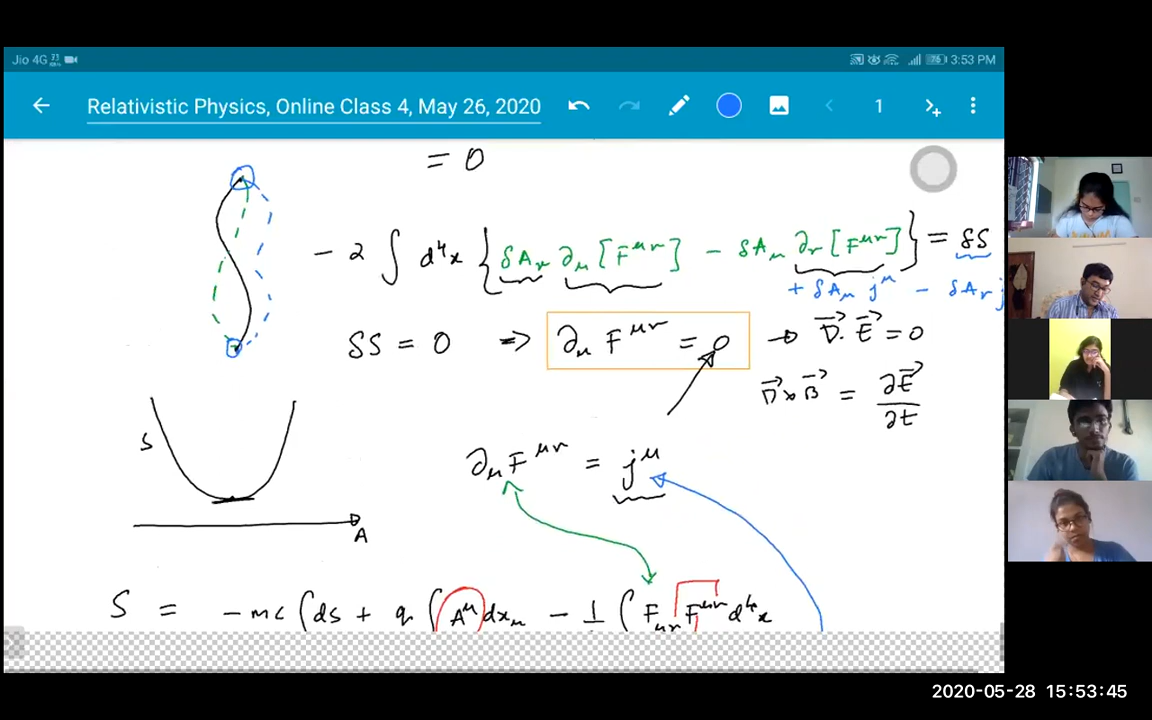 Jio 4G 3:53 PM
Relativistic Physics, Online Class 4, May 26, 2020 1
= 0
- 2 ∫ d⁴x { δA_ν ∂_μ [F^μν] - δA_μ ∂_ν [F^μν] } = δS
+ δA_μ j^μ - δA_ν j
δS = 0 => ∂_μ F^μν = 0 → ∇⃗ . E⃗ = 0
∇⃗ × B⃗ = ∂E⃗/∂t
S
∂_μ F^μν = j^μ
A
S = - mc ∫ ds + q ∫ A^μ dx_μ - 1 ∫ F_μν F^μν d⁴x
2020-05-28 15:53:45